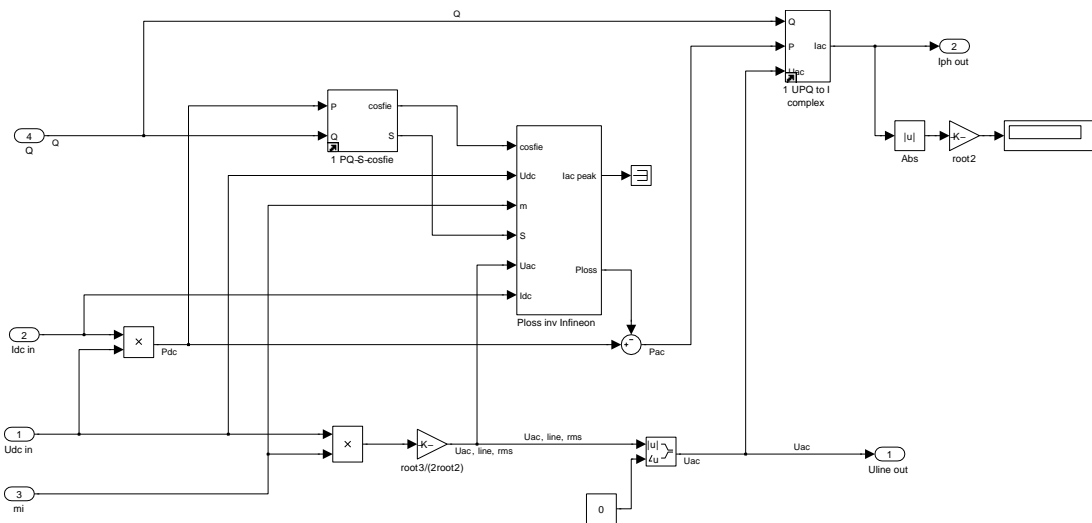 Q
Q
P
Uac
Iac
1 UPQ to I
complex
2
Iph out
|u|
Abs
-K-
root2
P
Q
cosfie
S
1 PQ-S-cosfie
4
Q
Q
cosfie
Udc
m
S
Uac
Idc
Iac peak
Ploss
Ploss inv Infineon
2
Idc in
×
Pdc
+
-
Pac
1
Udc in
×
-K-
root3/(2root2)
Uac, line, rms
Uac, line, rms
|u|
∠u
Uac
Uac
1
Uline out
3
mi
0